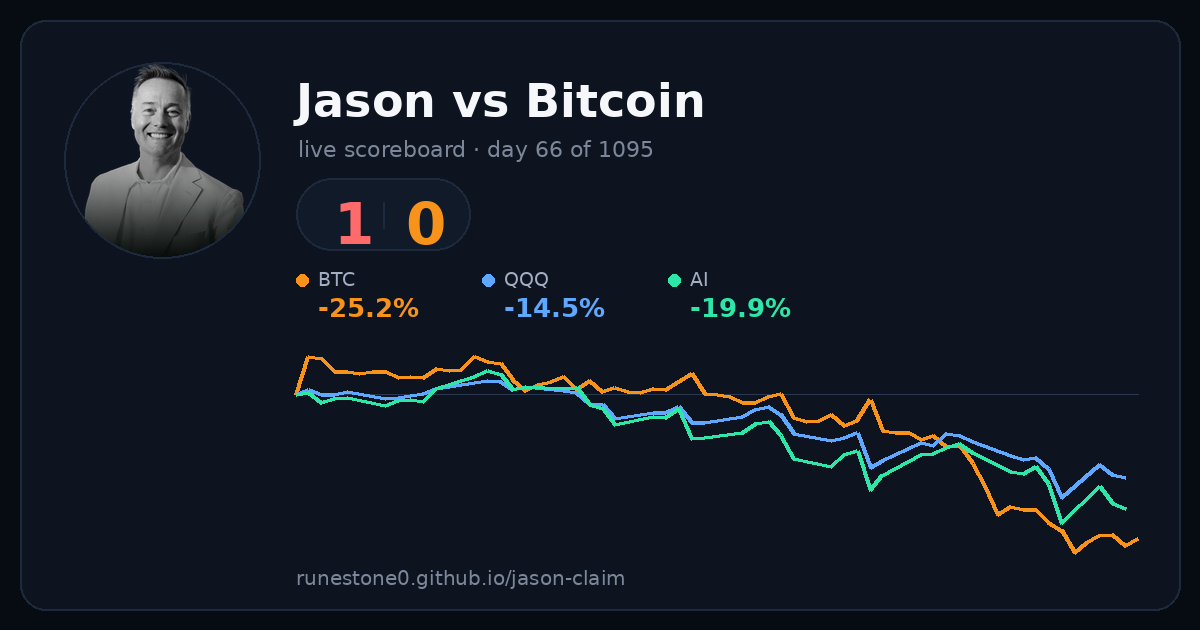 Jason vs Bitcoin
live scoreboard · day 66 of 1095
1 0
BTC QQQ AI
-25.2% -14.5% -19.9%
runestone0.github.io/jason-claim